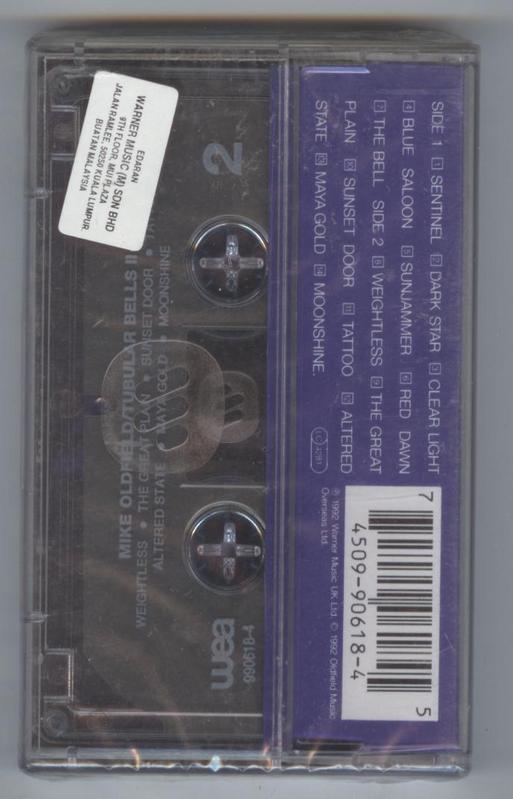 SIDE 1 1 SENTINEL 2 DARK STAR 3 CLEAR LIGHT
4 BLUE SALOON 5 SUNJAMMER 6 RED DAWN
7 THE BELL SIDE 2 8 WEIGHTLESS 9 THE GREAT
PLAIN 10 SUNSET DOOR 11 TATTOO 12 ALTERED
STATE 13 MAYA GOLD 14 MOONSHINE.
LC 4281
℗ 1992 Warner Music UK Ltd. © 1992 Oldfield Music
Overseas Ltd.
7 4509-90618-4 5
EDARAN
WARNER MUSIC (M) SDN BHD
9TH FLOOR, MUI PLAZA
JALAN RAMLEE, 50250 KUALA LUMPUR.
BUATAN MALAYSIA
2
MIKE OLDFIELD/TUBULAR BELLS II
WEIGHTLESS • THE GREAT PLAIN • SUNSET DOOR •
ALTERED STATE • MAYA GOLD • MOONSHINE
wea
90618-4